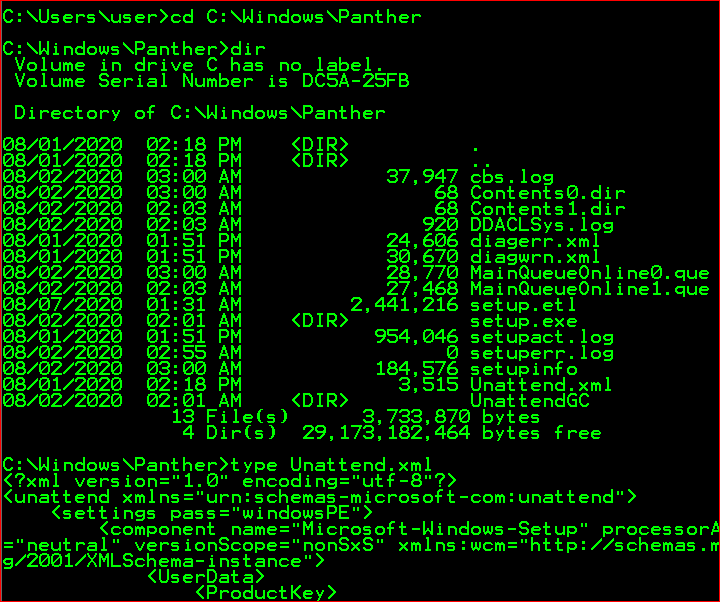 C:\Users\user>cd C:\Windows\Panther
C:\Windows\Panther>dir
Volume in drive C has no label.
Volume Serial Number is DC5A-25FB
Directory of C:\Windows\Panther
08/01/2020  02:18 PM    <DIR>          .
08/01/2020  02:18 PM    <DIR>          ..
08/02/2020  03:00 AM            37,947 cbs.log
08/02/2020  03:00 AM                68 Contents0.dir
08/02/2020  02:03 AM                68 Contents1.dir
08/02/2020  02:03 AM               920 DDACLSys.log
08/01/2020  01:51 PM            24,606 diagerr.xml
08/01/2020  01:51 PM            30,670 diagwrn.xml
08/02/2020  03:00 AM            28,770 MainQueueOnline0.que
08/02/2020  02:03 AM            27,468 MainQueueOnline1.que
08/07/2020  01:31 AM         2,441,216 setup.etl
08/02/2020  02:01 AM    <DIR>          setup.exe
08/01/2020  01:51 PM           954,046 setupact.log
08/02/2020  02:55 AM                 0 setuperr.log
08/02/2020  03:00 AM           184,576 setupinfo
08/01/2020  02:18 PM             3,515 Unattend.xml
08/02/2020  02:01 AM    <DIR>          UnattendGC
13 File(s)      3,733,870 bytes
4 Dir(s)  29,173,182,464 bytes free
C:\Windows\Panther>type Unattend.xml
<?xml version="1.0" encoding="utf-8"?>
<unattend xmlns="urn:schemas-microsoft-com:unattend">
<settings pass="windowsPE">
<component name="Microsoft-Windows-Setup" processorA
="neutral" versionScope="nonSxS" xmlns:wcm="http://schemas.m
g/2001/XMLSchema-instance">
<UserData>
<ProductKey>